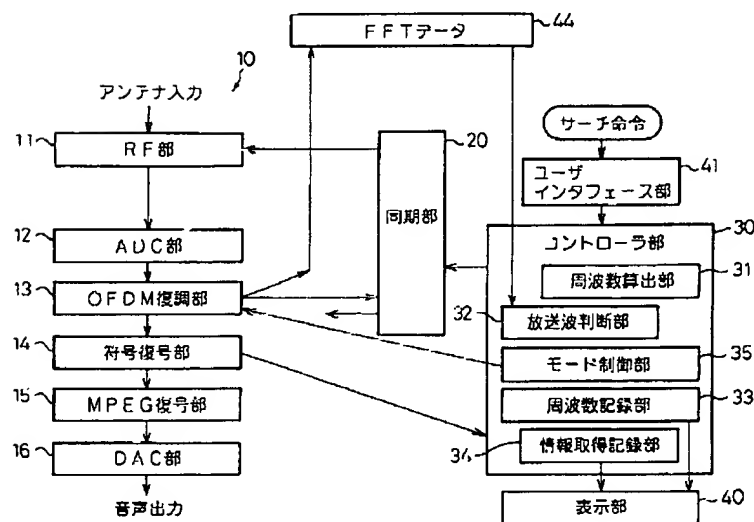 FFTデータ
44
10
アンテナ入力
11
RF部
20
同期部
サーチ命令
ユーザ
インタフェース部
41
12
ADC部
コントローラ部
30
周波数算出部
31
13
OFDM復調部
32
放送波判断部
14
符号復号部
モード制御部
35
15
MPEG復号部
周波数記録部
33
16
DAC部
34
情報取得記録部
音声出力
表示部
40